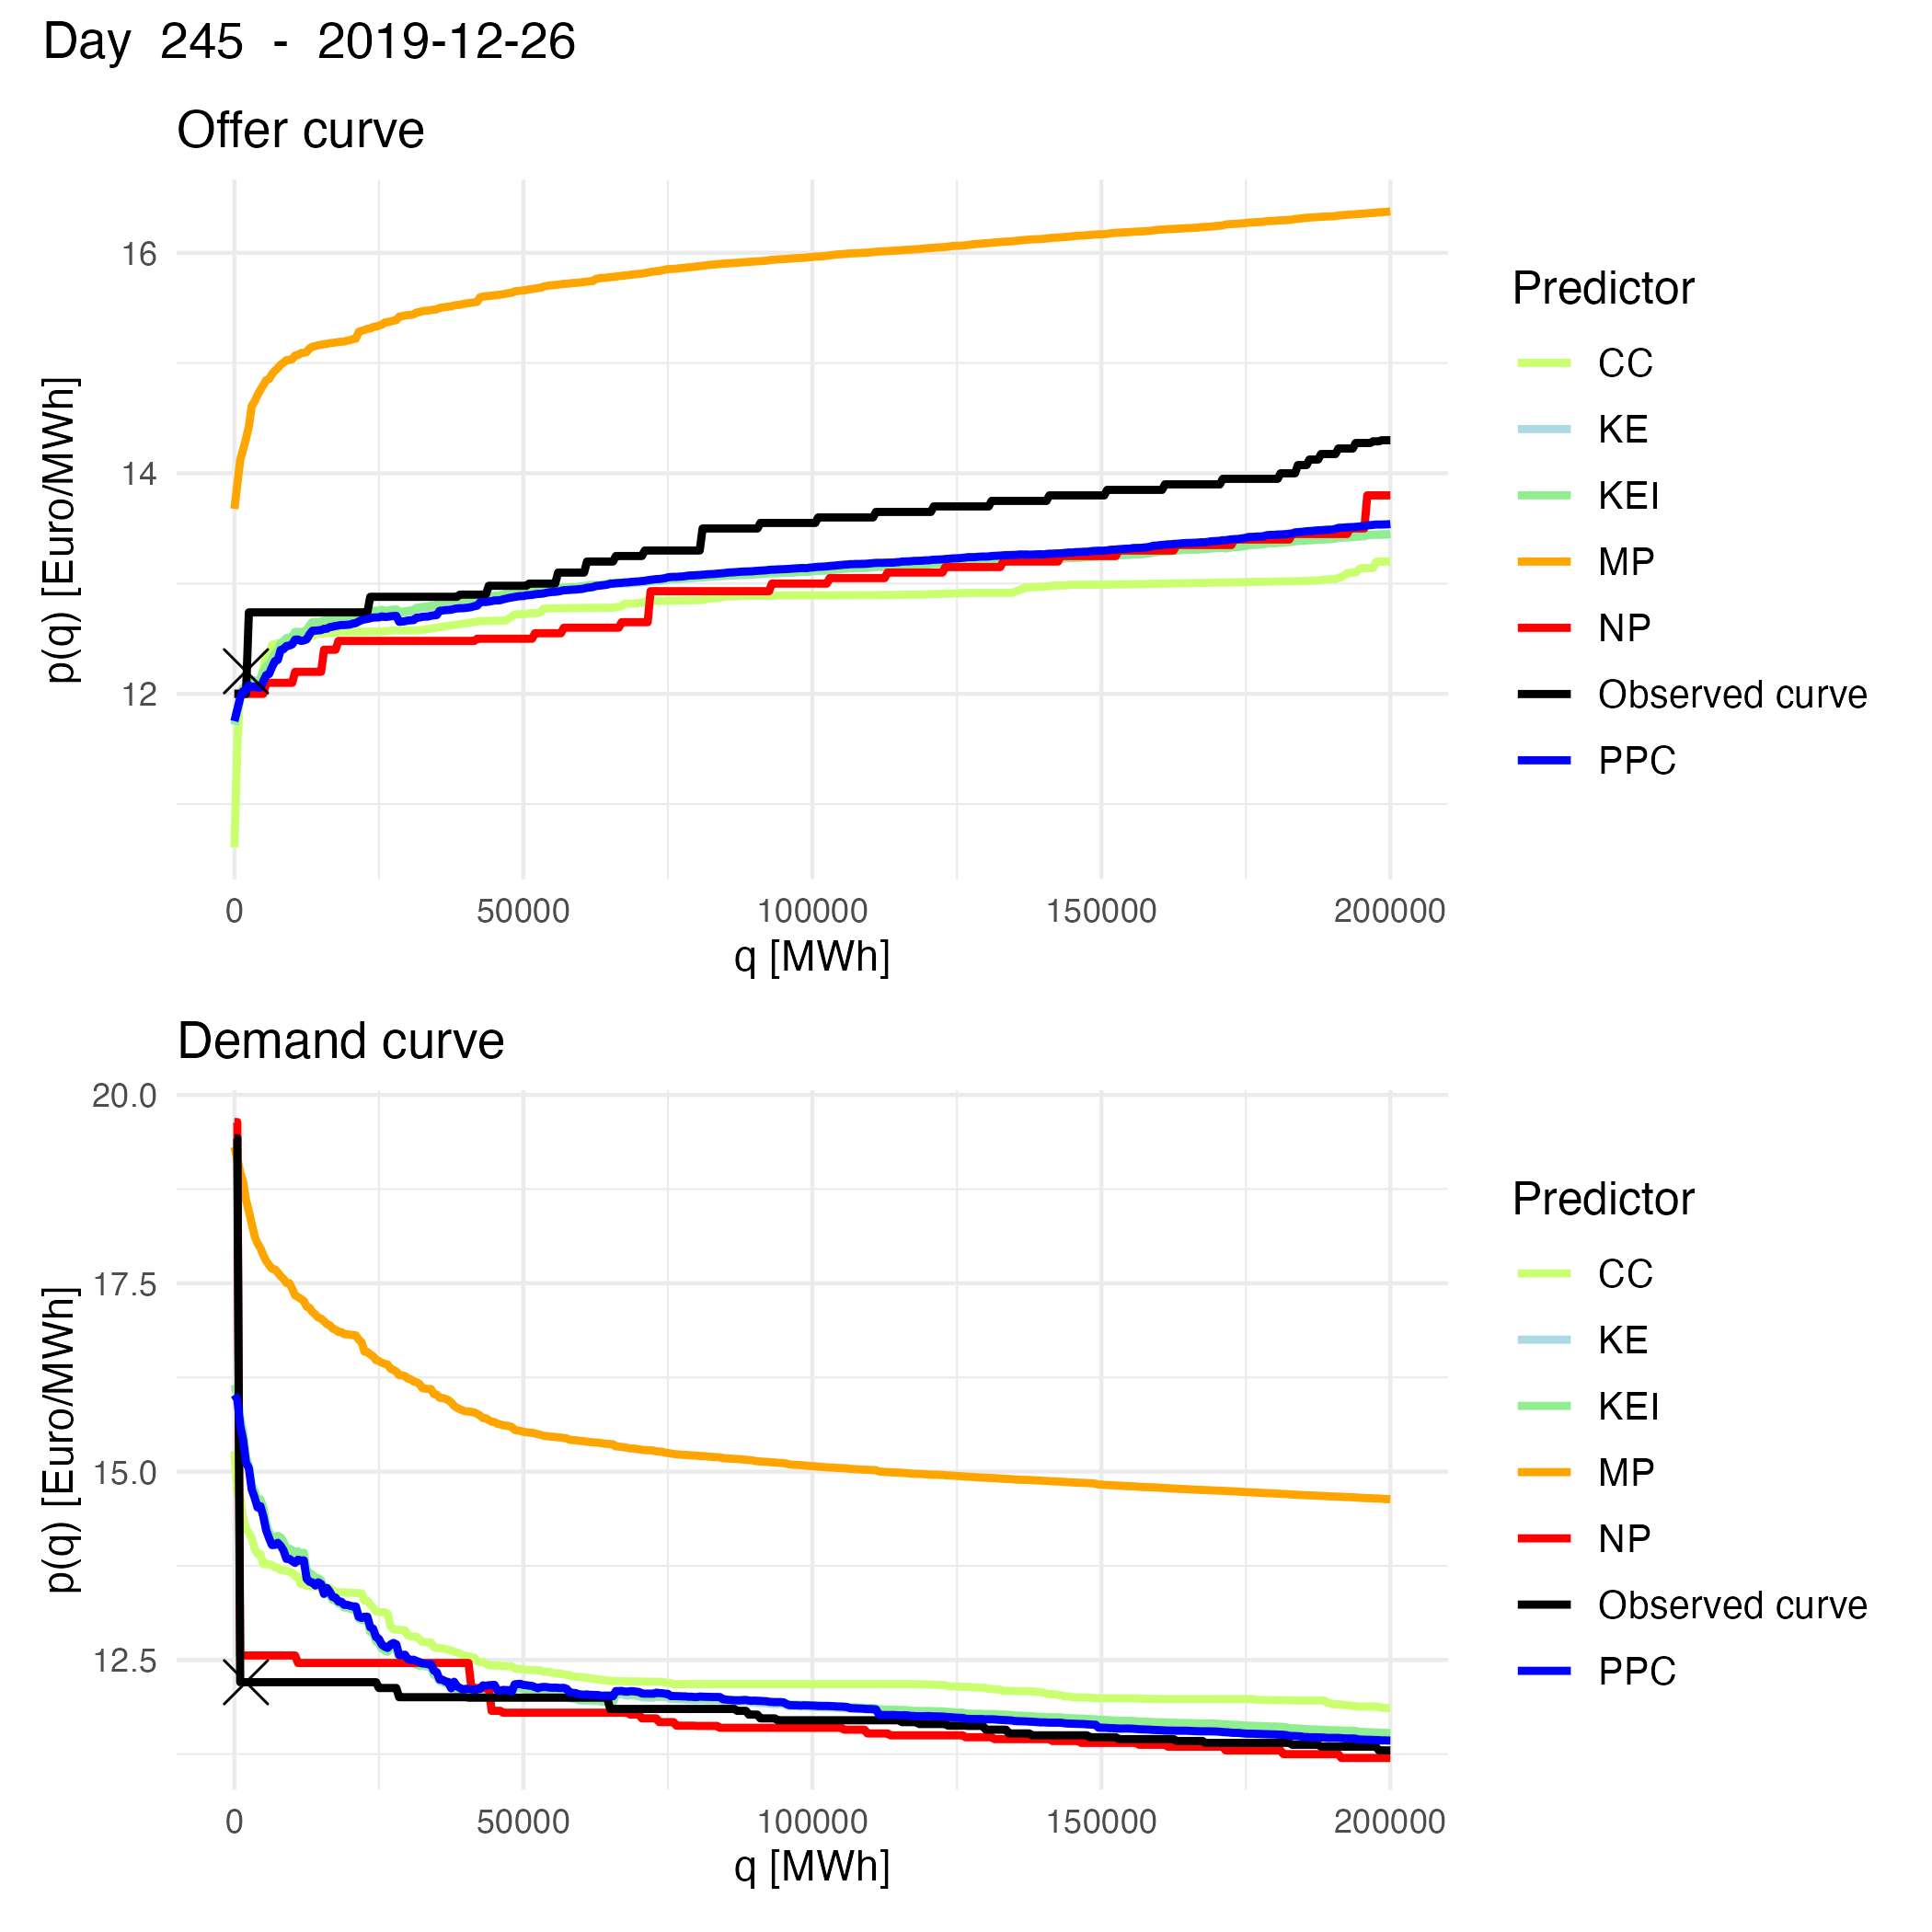 Day 245 - 2019-12-26
Offer curve
16
14
12
p(q) [Euro/MWh]
0 50000 100000 150000 200000
q [MWh]
Predictor
CC
KE
KEI
MP
NP
Observed curve
PPC
Demand curve
20.0
17.5
15.0
12.5
p(q) [Euro/MWh]
0 50000 100000 150000 200000
q [MWh]
Predictor
CC
KE
KEI
MP
NP
Observed curve
PPC